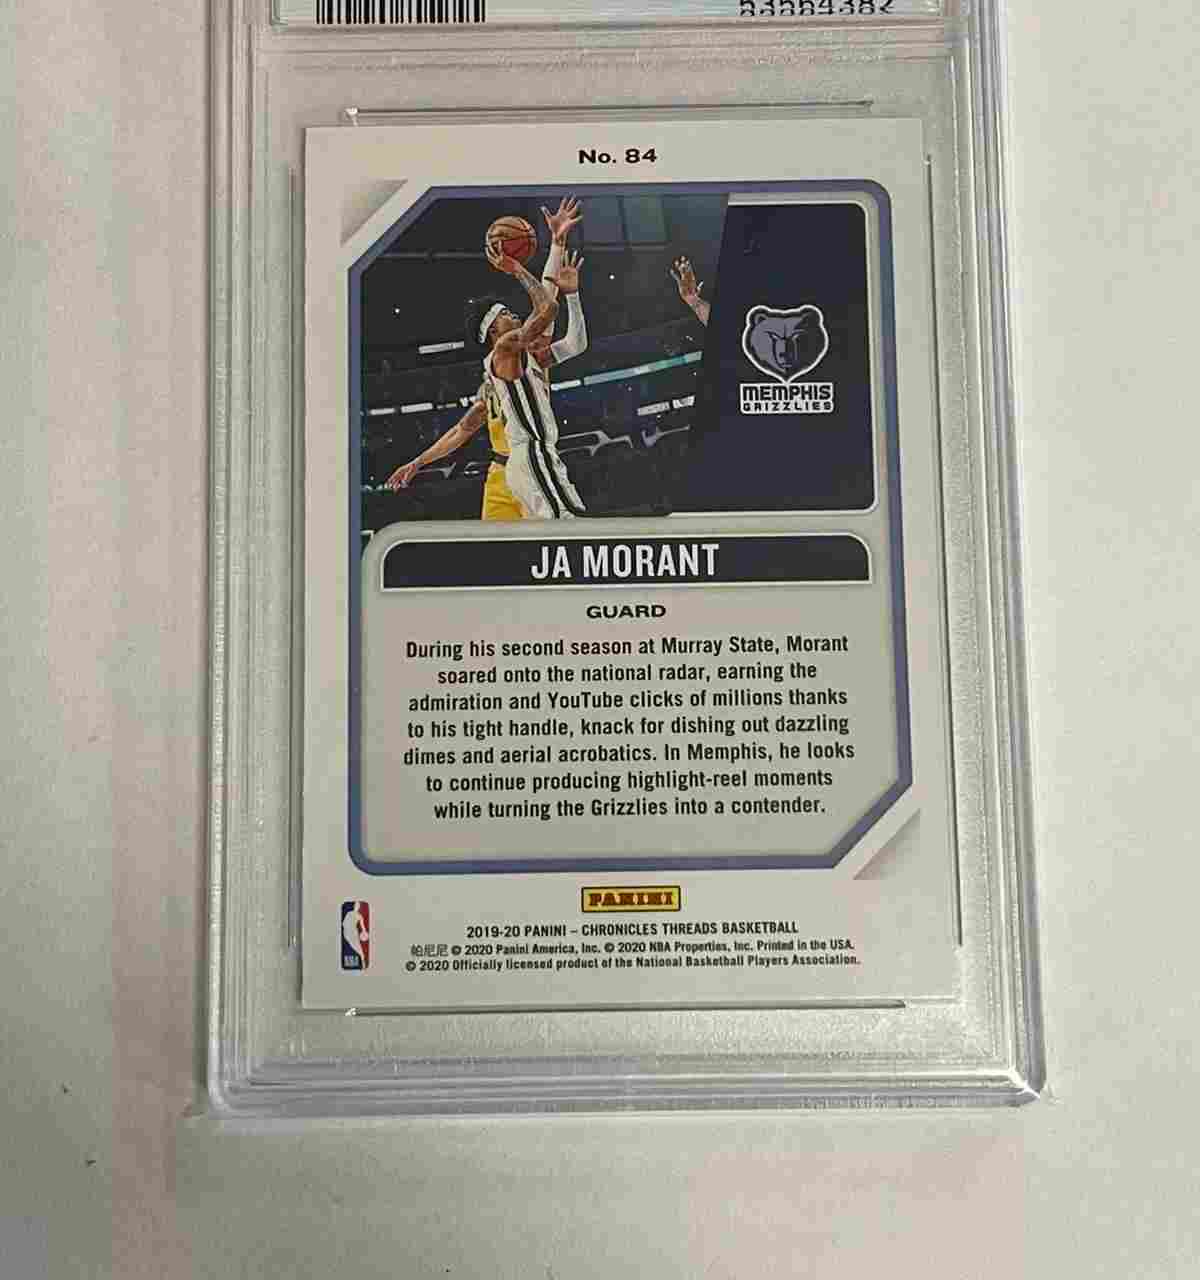 53564382
No. 84
MEMPHIS
GRIZZLIES
JA MORANT
GUARD
During his second season at Murray State, Morant
soared onto the national radar, earning the
admiration and YouTube clicks of millions thanks
to his tight handle, knack for dishing out dazzling
dimes and aerial acrobatics. In Memphis, he looks
to continue producing highlight-reel moments
while turning the Grizzlies into a contender.
PANINI
2019-20 PANINI – CHRONICLES THREADS BASKETBALL
帕尼尼 © 2020 Panini America, Inc. © 2020 NBA Properties, Inc. Printed in the USA.
© 2020 Officially licensed product of the National Basketball Players Association.
NBA